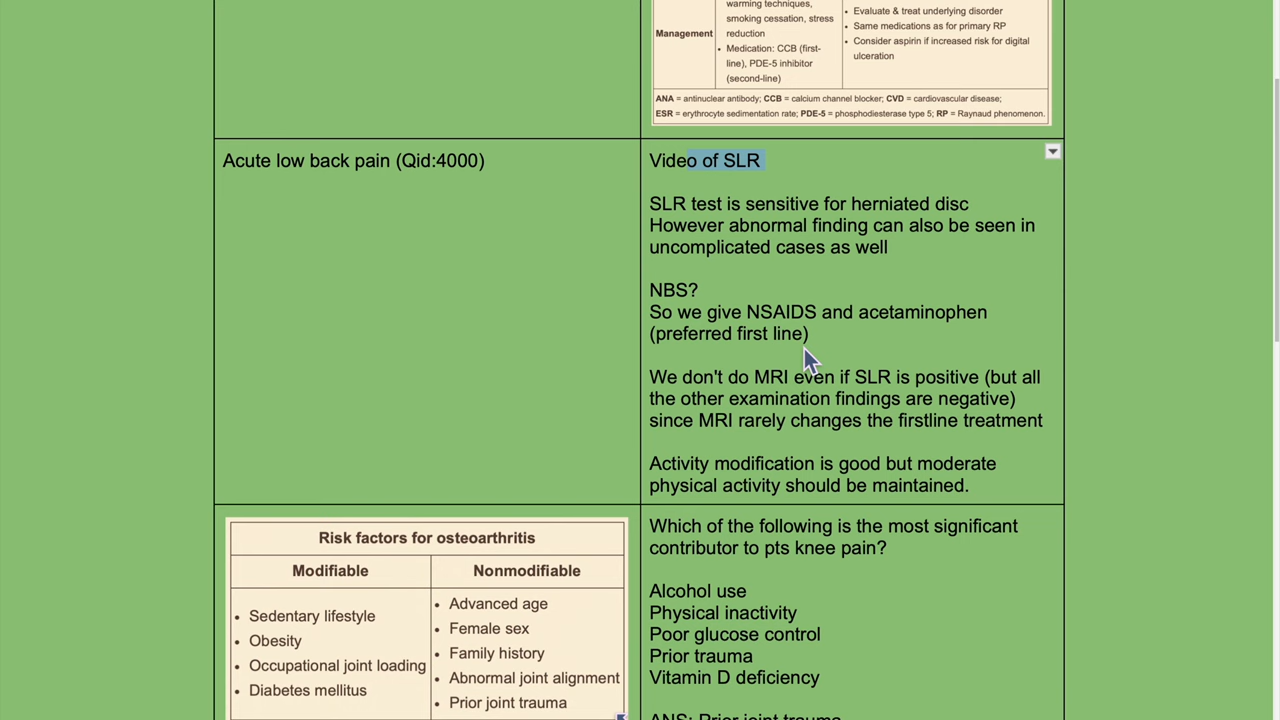 warming techniques,
smoking cessation, stress
reduction
Management
• Medication: CCB (first-
line), PDE-5 inhibitor
(second-line)
• Evaluate & treat underlying disorder
• Same medications as for primary RP
• Consider aspirin if increased risk for digital
ulceration
ANA = antinuclear antibody; CCB = calcium channel blocker; CVD = cardiovascular disease;
ESR = erythrocyte sedimentation rate; PDE-5 = phosphodiesterase type 5; RP = Raynaud phenomenon.
Acute low back pain (Qid:4000)
Video of SLR
SLR test is sensitive for herniated disc
However abnormal finding can also be seen in
uncomplicated cases as well
NBS?
So we give NSAIDS and acetaminophen
(preferred first line)
We don't do MRI even if SLR is positive (but all
the other examination findings are negative)
since MRI rarely changes the firstline treatment
Activity modification is good but moderate
physical activity should be maintained.
Risk factors for osteoarthritis
Modifiable
Nonmodifiable
• Sedentary lifestyle
• Obesity
• Occupational joint loading
• Diabetes mellitus
• Advanced age
• Female sex
• Family history
• Abnormal joint alignment
• Prior joint trauma
Which of the following is the most significant
contributor to pts knee pain?
Alcohol use
Physical inactivity
Poor glucose control
Prior trauma
Vitamin D deficiency
ANS: Prior joint trauma